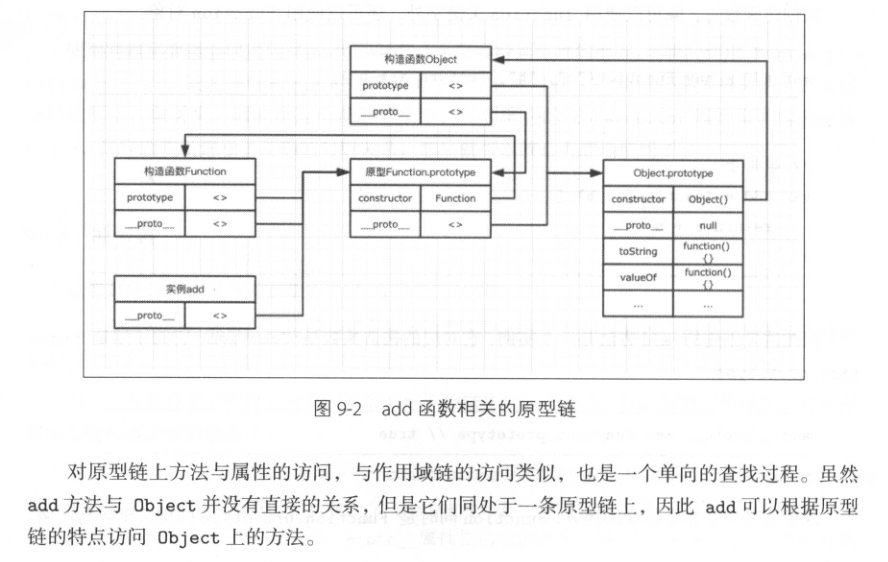 构造函数Object
prototype <>
__proto__ <>
构造函数Function
prototype <>
__proto__ <>
原型Function.prototype
constructor Function
__proto__ <>
Object.prototype
constructor Object()
__proto__ null
toString function() {}
valueOf function() {}
... ...
实例add
__proto__ <>
图 9-2 add 函数相关的原型链
对原型链上方法与属性的访问，与作用域链的访问类似，也是一个单向的查找过程。虽然
add 方法与 Object 并没有直接的关系，但是它们同处于一条原型链上，因此 add 可以根据原型
链的特点访问 Object 上的方法。